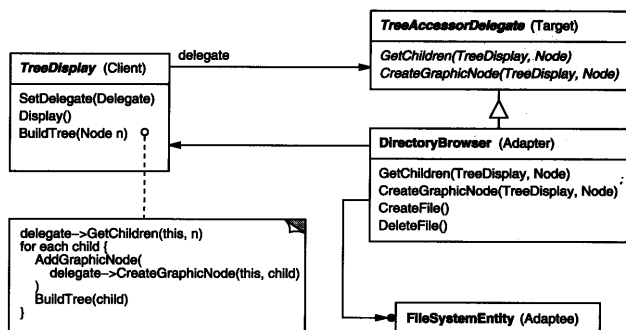 TreeAccessorDelegate (Target)
GetChildren(TreeDisplay, Node)
CreateGraphicNode(TreeDisplay, Node)
delegate
TreeDisplay (Client)
SetDelegate(Delegate)
Display()
BuildTree(Node n)
DirectoryBrowser (Adapter)
GetChildren(TreeDisplay, Node)
CreateGraphicNode(TreeDisplay, Node)
CreateFile()
DeleteFile()
delegate–>GetChildren(this, n)
for each child {
AddGraphicNode(
delegate–>CreateGraphicNode(this, child)
)
BuildTree(child)
}
FileSystemEntity (Adaptee)